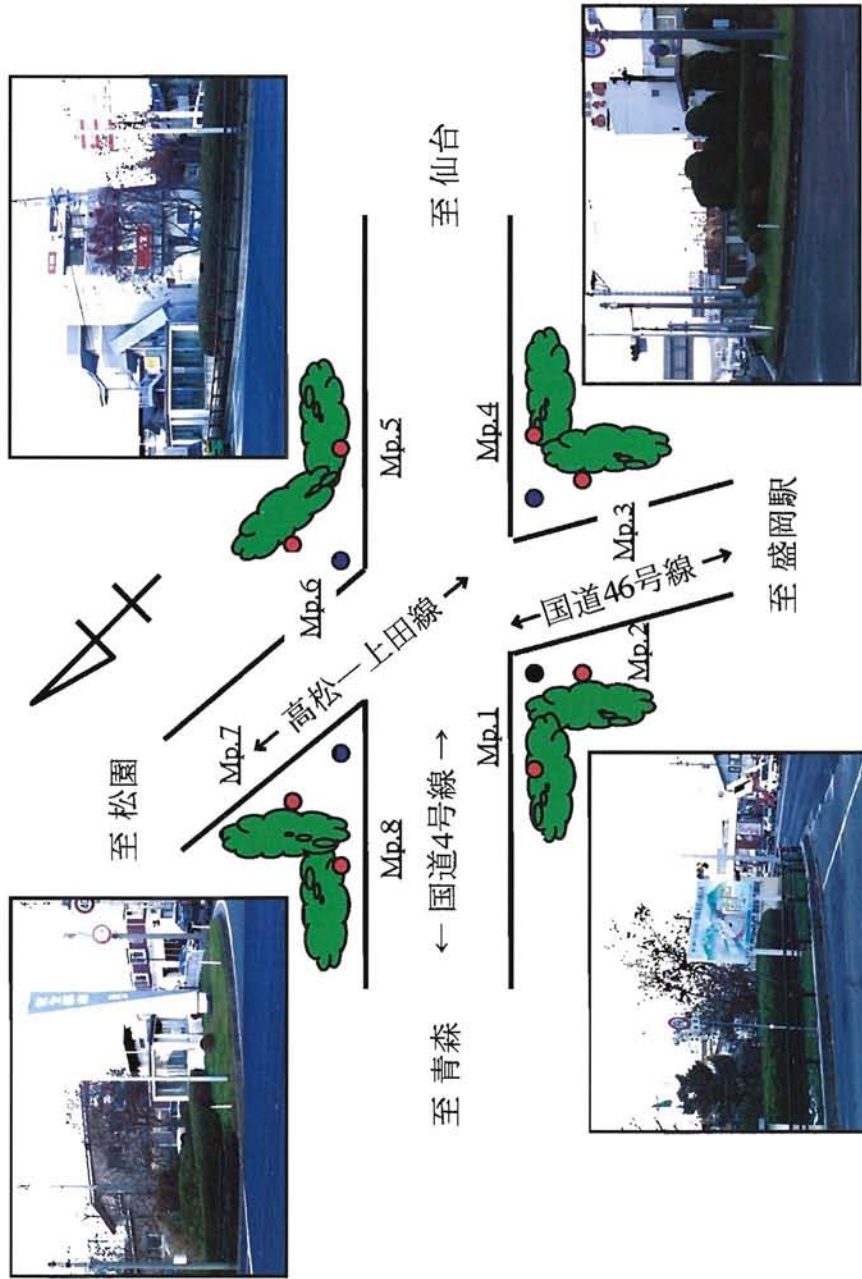 至 松園
Mp.7
Mp.6
←高松―上田線→
Mp.8
Mp.5
至 青森
← 国道4号線 →
至 仙台
Mp.1
Mp.4
←国道46号線→
Mp.2
Mp.3
至 盛岡駅